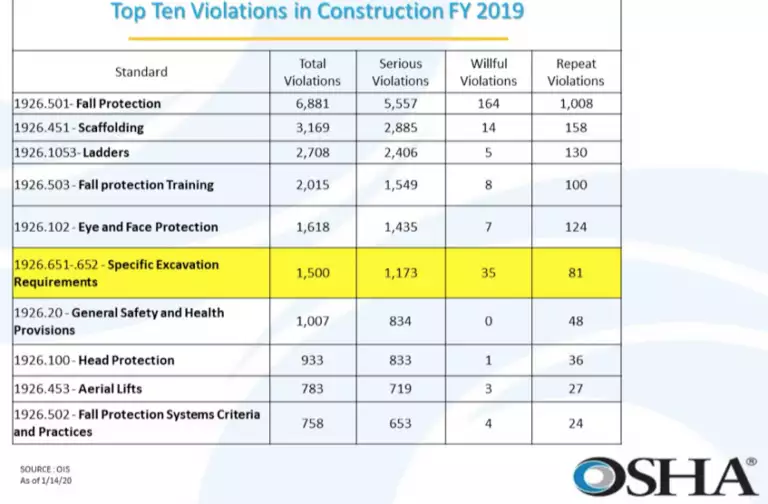 Top Ten Violations in Construction FY 2019
Standard
Total
Violations
Serious
Violations
Willful
Violations
Repeat
Violations
1926.501- Fall Protection 6,881 5,557 164 1,008
1926.451 - Scaffolding 3,169 2,885 14 158
1926.1053- Ladders 2,708 2,406 5 130
1926.503 - Fall protection Training 2,015 1,549 8 100
1926.102 - Eye and Face Protection 1,618 1,435 7 124
1926.651-.652 - Specific Excavation
Requirements
1,500 1,173 35 81
1926.20 - General Safety and Health
Provisions
1,007 834 0 48
1926.100 - Head Protection 933 833 1 36
1926.453 - Aerial Lifts 783 719 3 27
1926.502 - Fall Protection Systems Criteria
and Practices
758 653 4 24
SOURCE : OIS
As of 1/14/20
OSHA®